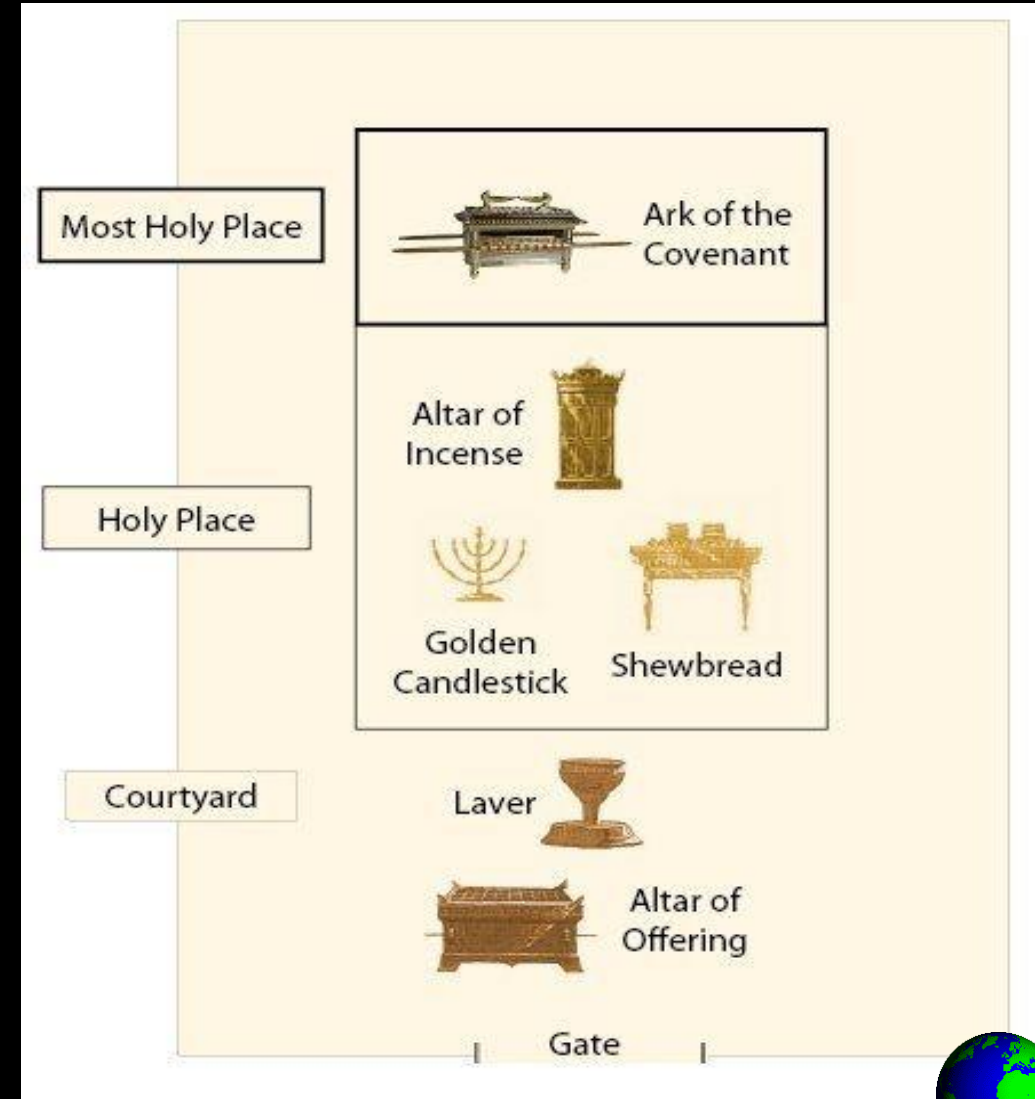 Most Holy Place
Ark of the
Covenant
Altar of
Incense
Holy Place
Golden
Candlestick
Shewbread
Courtyard
Laver
Altar of
Offering
Gate